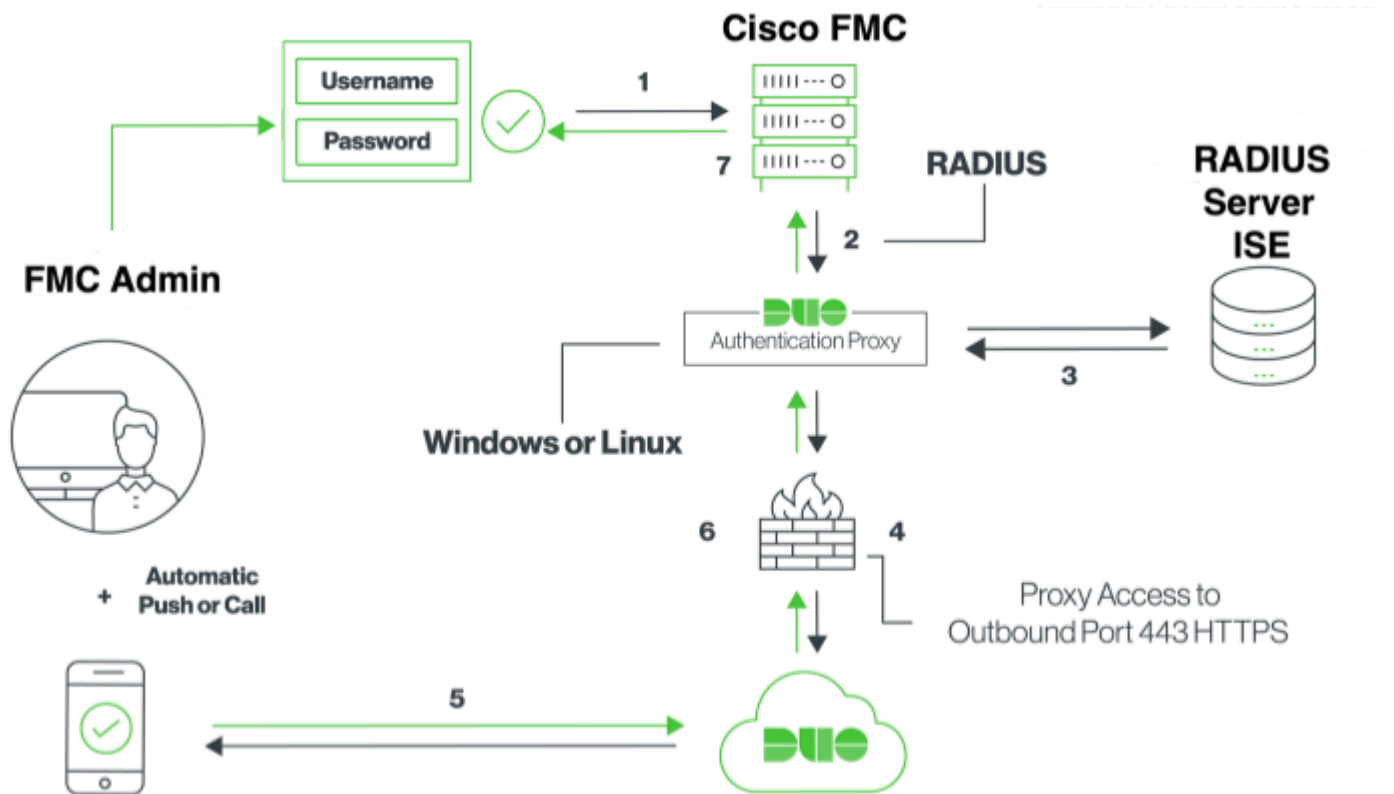 Cisco FMC
Username
Password
1
7
RADIUS
2
RADIUS
Server
ISE
FMC Admin
DUO
Authentication Proxy
3
Windows or Linux
6
4
Automatic
+ Push or Call
Proxy Access to
Outbound Port 443 HTTPS
5
DUO